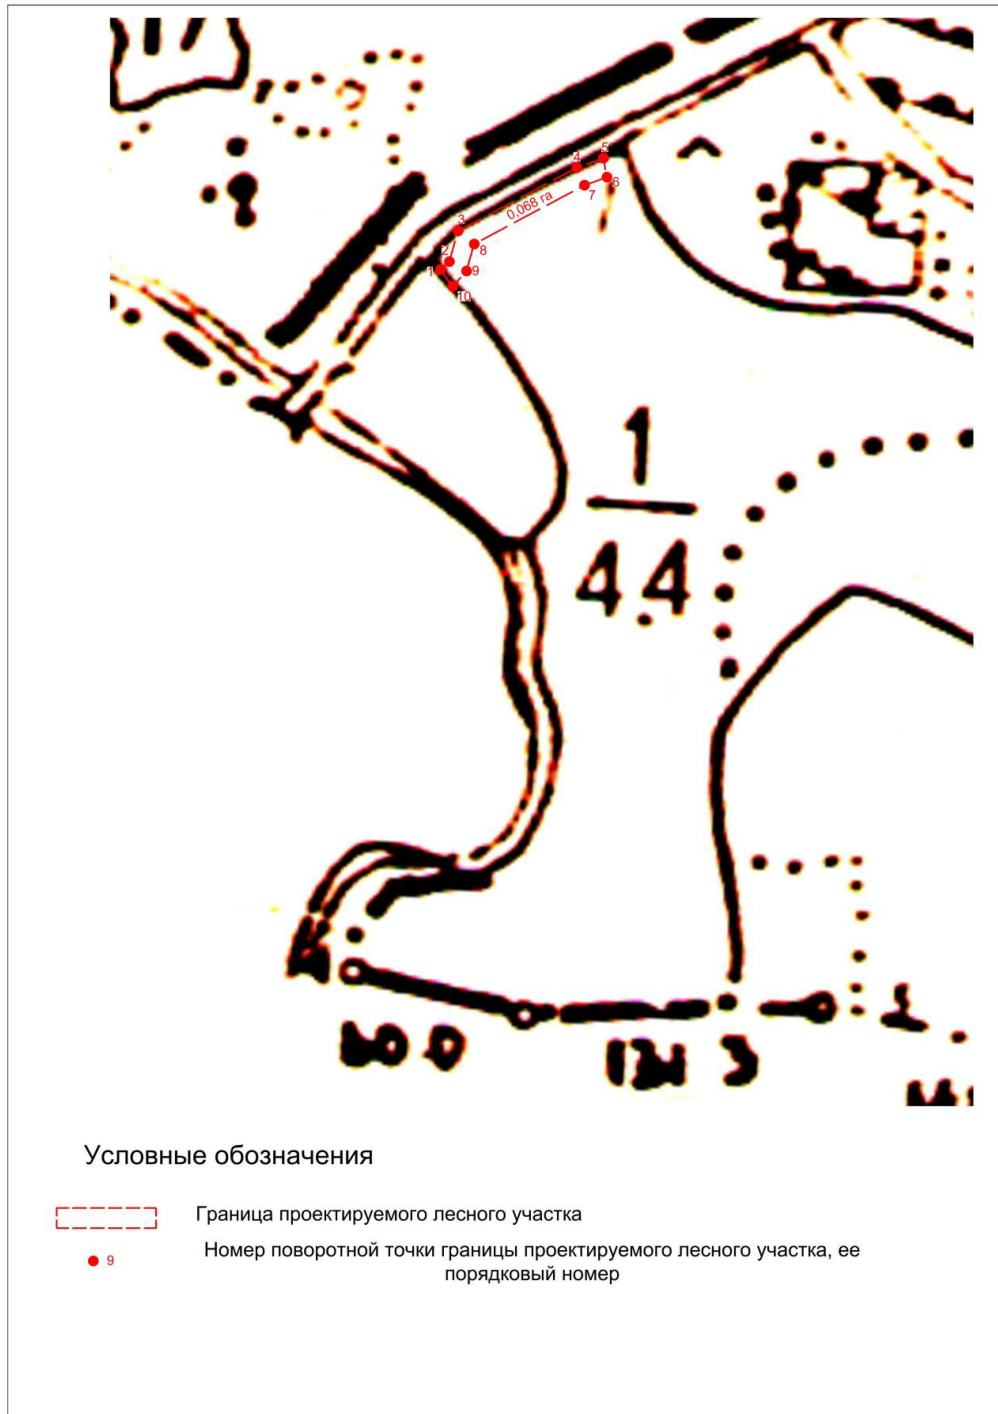 5
4
6
7
0,068 га
3
8
2
1
9
10
1
44
Условные обозначения
Граница проектируемого лесного участка
9
Номер поворотной точки границы проектируемого лесного участка, ее
порядковый номер